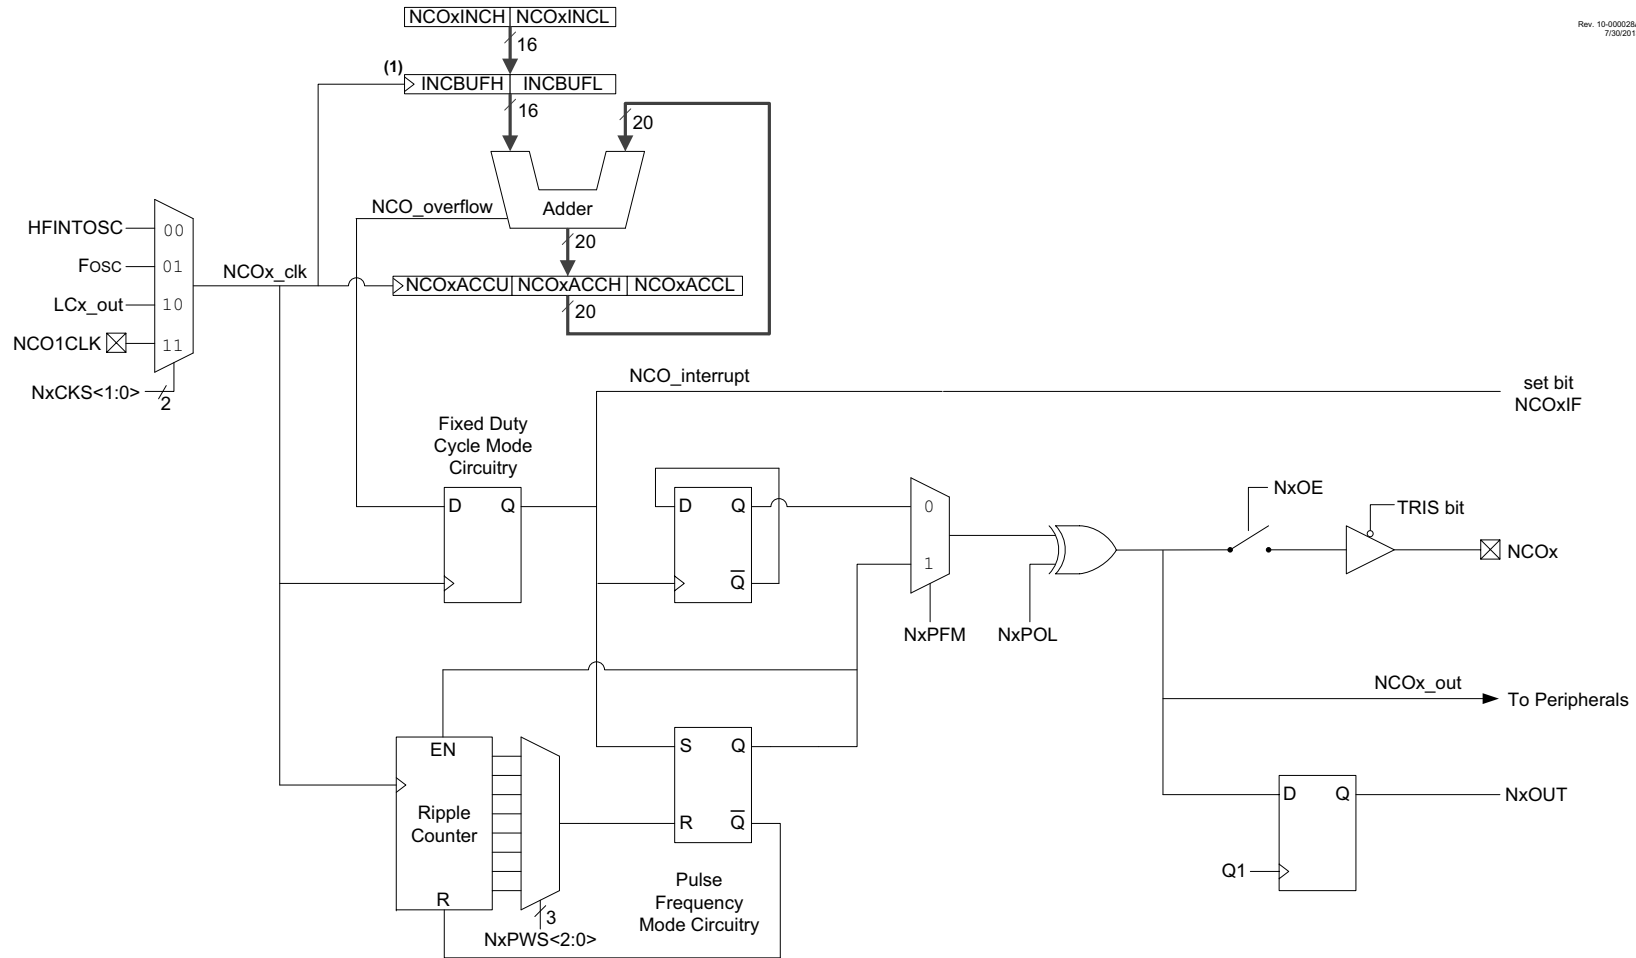 NCOxINCH NCOxINCL
Rev. 10-000028
7/30/201
16
(1)
INCBUFH INCBUFL
16
20
NCO_overflow
Adder
HFINTOSC
00
20
FOSC
01
NCOx_clk
NCOxACCU NCOxACCH NCOxACCL
LCx_out
10
20
NCO1CLK
11
NxCKS<1:0>
2
NCO_interrupt
set bit
NCOxIF
Fixed Duty
Cycle Mode
Circuitry
D Q
D Q
Q
0
1
NxPFM
NxPOL
NxOE
TRIS bit
NCOx
NCOx_out
To Peripherals
EN
Ripple
Counter
R
3
NxPWS<2:0>
S Q
R Q
Pulse
Frequency
Mode Circuitry
D Q
NxOUT
Q1